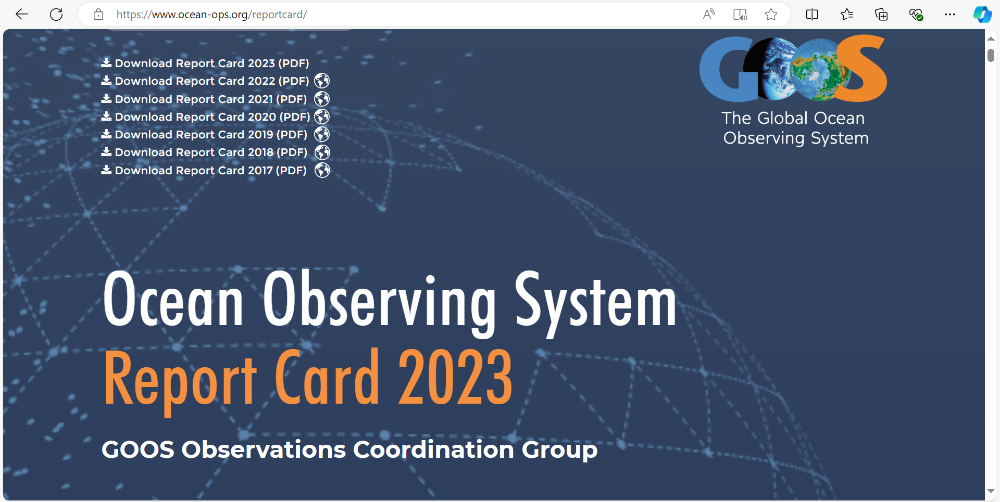 https://www.ocean-ops.org/reportcard/
Download Report Card 2023 (PDF)
Download Report Card 2022 (PDF)
Download Report Card 2021 (PDF)
Download Report Card 2020 (PDF)
Download Report Card 2019 (PDF)
Download Report Card 2018 (PDF)
Download Report Card 2017 (PDF)
GOOS
The Global Ocean
Observing System
Ocean Observing System
Report Card 2023
GOOS Observations Coordination Group